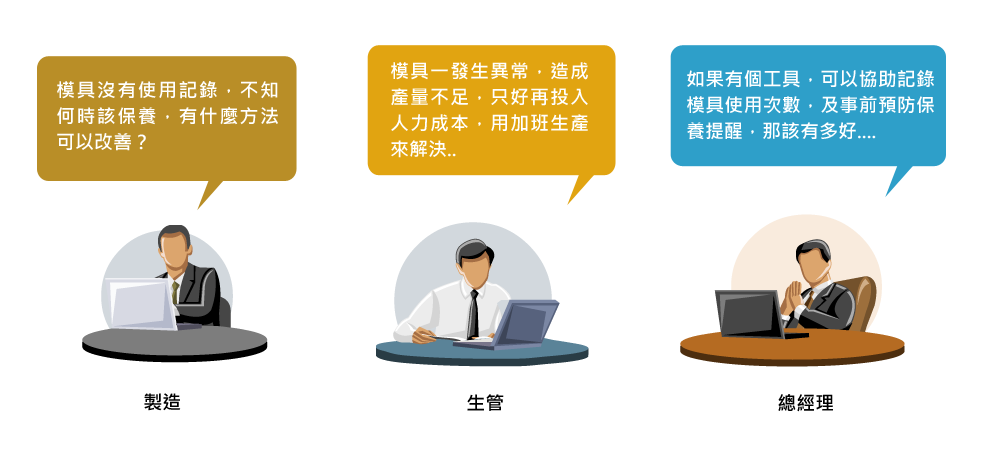 模具沒有使用記錄，不知
何時該保養，有什麼方法
可以改善？
模具一發生異常，造成
產量不足，只好再投入
人力成本，用加班生產
來解決..
如果有個工具，可以協助記錄
模具使用次數，及事前預防保
養提醒，那該有多好....
製造
生管
總經理